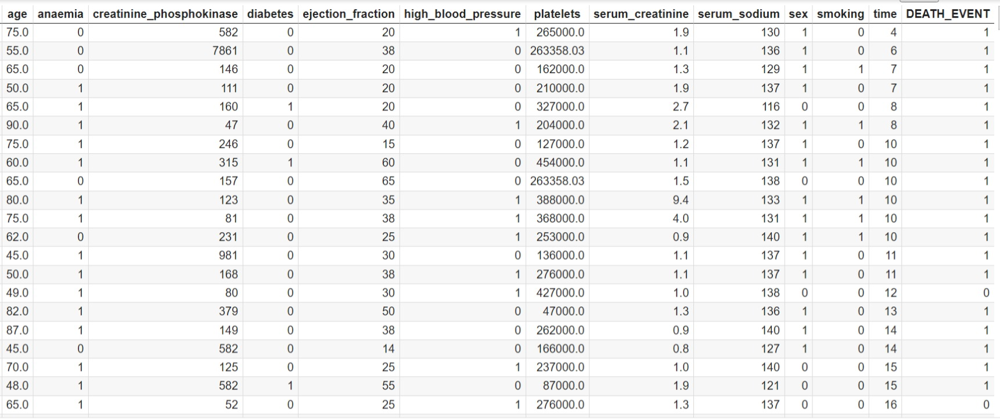 age anaemia creatinine_phosphokinase diabetes ejection_fraction high_blood_pressure platelets serum_creatinine serum_sodium sex smoking time DEATH_EVENT
75.0 0 582 0 20 1 265000.0 1.9 130 1 0 4 1
55.0 0 7861 0 38 0 263358.03 1.1 136 1 0 6 1
65.0 0 146 0 20 0 162000.0 1.3 129 1 1 7 1
50.0 1 111 0 20 0 210000.0 1.9 137 1 0 7 1
65.0 1 160 1 20 0 327000.0 2.7 116 0 0 8 1
90.0 1 47 0 40 1 204000.0 2.1 132 1 1 8 1
75.0 1 246 0 15 0 127000.0 1.2 137 1 0 10 1
60.0 1 315 1 60 0 454000.0 1.1 131 1 1 10 1
65.0 0 157 0 65 0 263358.03 1.5 138 0 0 10 1
80.0 1 123 0 35 1 388000.0 9.4 133 1 1 10 1
75.0 1 81 0 38 1 368000.0 4.0 131 1 1 10 1
62.0 0 231 0 25 1 253000.0 0.9 140 1 1 10 1
45.0 1 981 0 30 0 136000.0 1.1 137 1 0 11 1
50.0 1 168 0 38 1 276000.0 1.1 137 1 0 11 1
49.0 1 80 0 30 1 427000.0 1.0 138 0 0 12 0
82.0 1 379 0 50 0 47000.0 1.3 136 1 0 13 1
87.0 1 149 0 38 0 262000.0 0.9 140 1 0 14 1
45.0 0 582 0 14 0 166000.0 0.8 127 1 0 14 1
70.0 1 125 0 25 1 237000.0 1.0 140 0 0 15 1
48.0 1 582 1 55 0 87000.0 1.9 121 0 0 15 1
65.0 1 52 0 25 1 276000.0 1.3 137 0 0 16 0